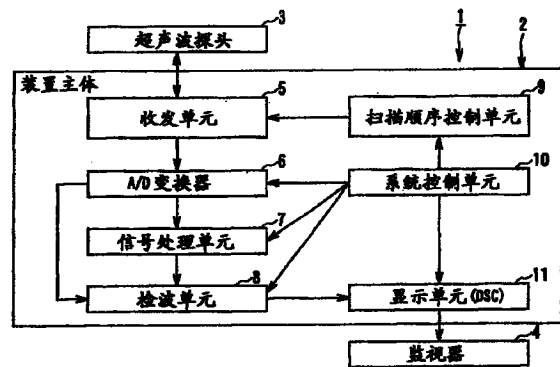 3
超声波探头
1
2
装置主体
5
收发单元
9
扫描顺序控制单元
6
A/D变换器
10
系统控制单元
7
信号处理单元
8
检波单元
11
显示单元(DSC)
4
监视器